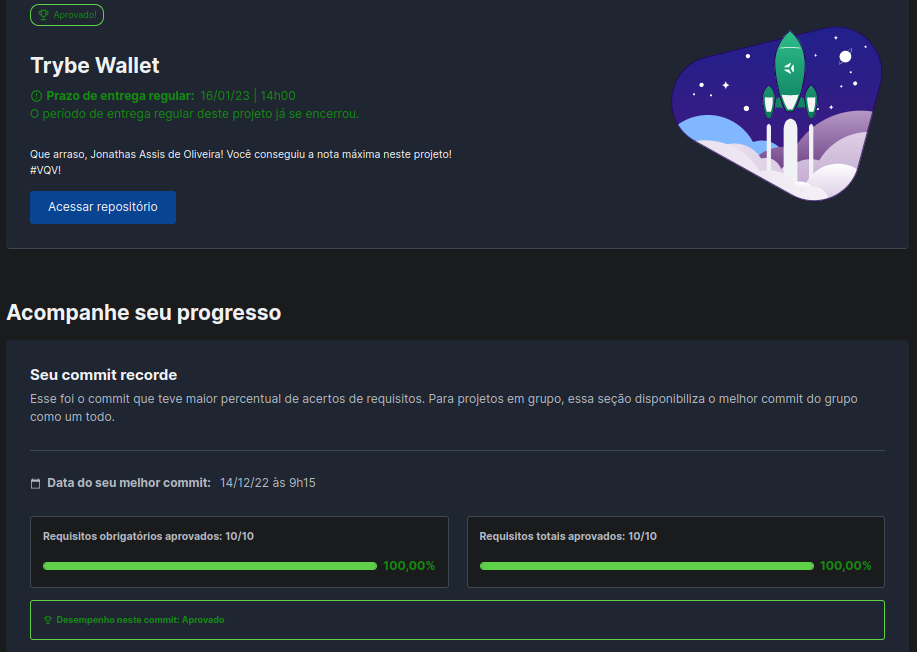 Aprovado!
Trybe Wallet
Prazo de entrega regular: 16/01/23 | 14h00
O período de entrega regular deste projeto já se encerrou.
Que arraso, Jonathas Assis de Oliveira! Você conseguiu a nota máxima neste projeto!
#VQV!
Acessar repositório
Acompanhe seu progresso
Seu commit recorde
Esse foi o commit que teve maior percentual de acertos de requisitos. Para projetos em grupo, essa seção disponibiliza o melhor commit do grupo
como um todo.
Data do seu melhor commit: 14/12/22 às 9h15
Requisitos obrigatórios aprovados: 10/10
100,00%
Requisitos totais aprovados: 10/10
100,00%
Desempenho neste commit: Aprovado